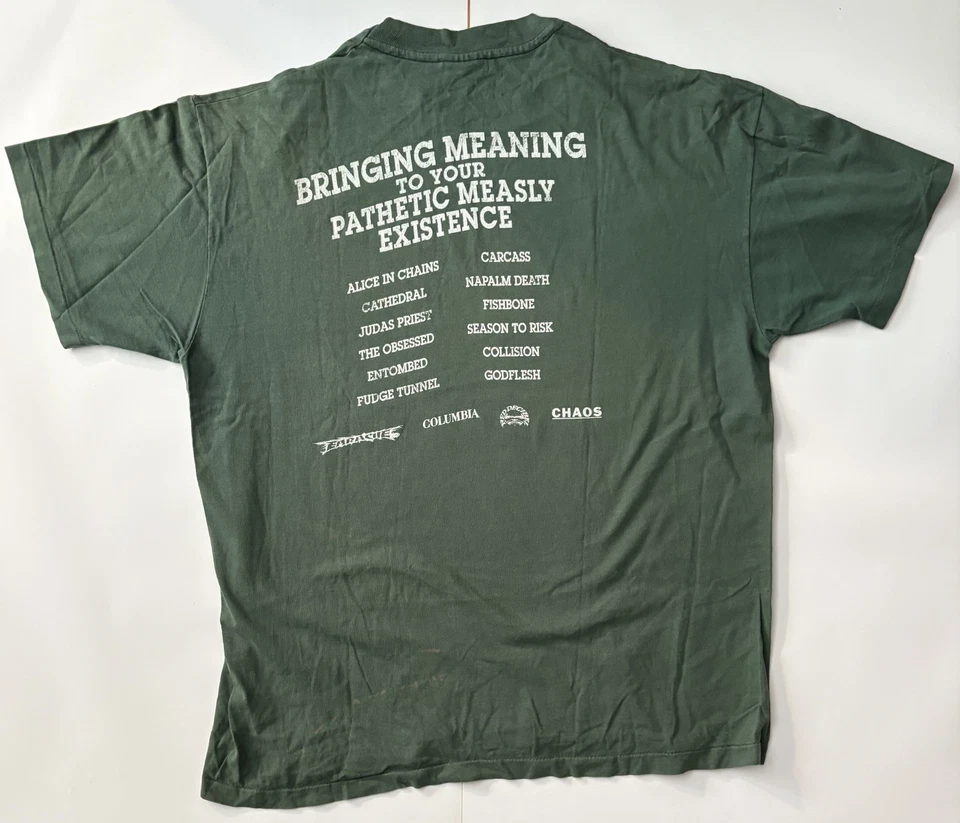 BRINGING MEANING
TO YOUR
PATHETIC MEASLY
EXISTENCE
ALICE IN CHAINS
CATHEDRAL
JUDAS PRIEST
THE OBSESSED
ENTOMBED
FUDGE TUNNEL
CARCASS
NAPALM DEATH
FISHBONE
SEASON TO RISK
COLLISION
GODFLESH
EARACHE
COLUMBIA
CHAOS